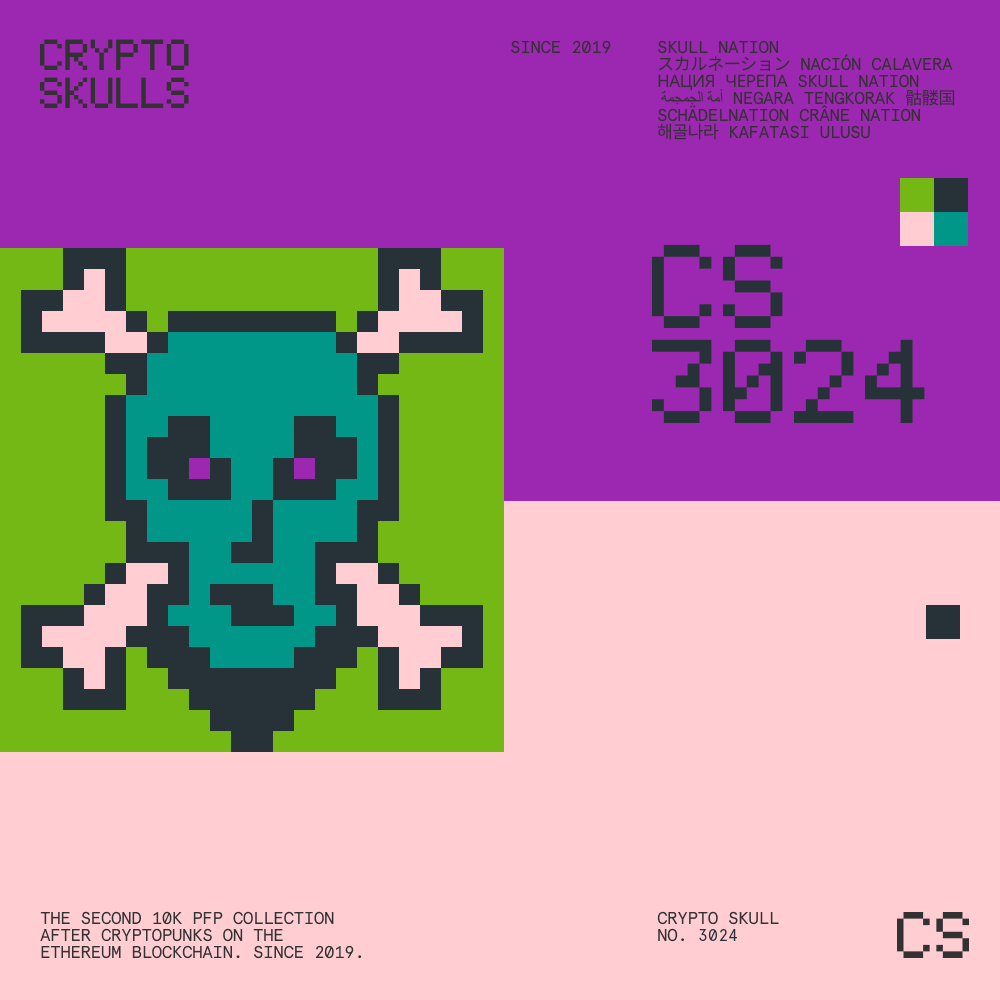 CRYPTO
SKULLS
SINCE 2019
SKULL NATION
スカルネーション NACIÓN CALAVERA
НАЦИЯ ЧЕРЕПА SKULL NATION
أمة الجمجمة NEGARA TENGKORAK 骷髅国
SCHÄDELNATION CRÂNE NATION
해골나라 KAFATASI ULUSU
CS
3024
THE SECOND 10K PFP COLLECTION
AFTER CRYPTOPUNKS ON THE
ETHEREUM BLOCKCHAIN. SINCE 2019.
CRYPTO SKULL
NO. 3024
CS